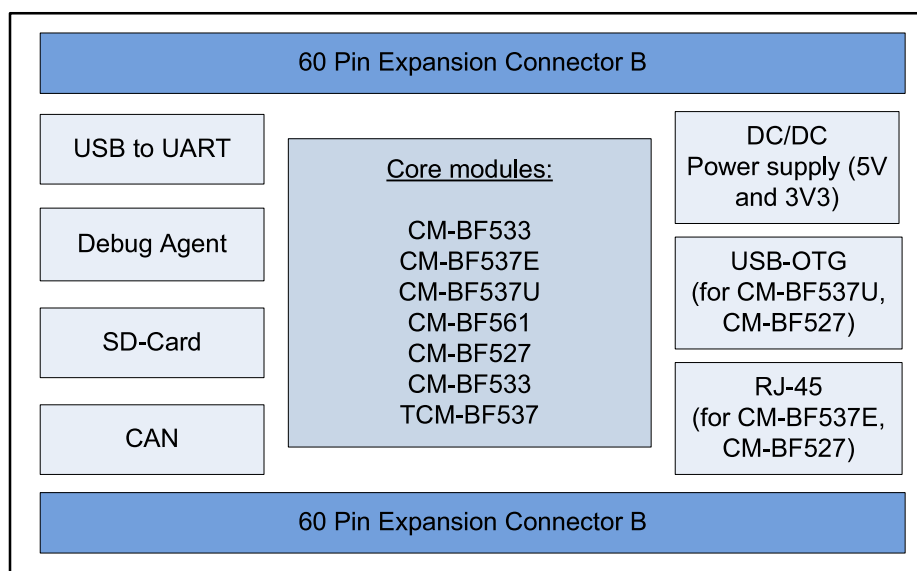 60 Pin Expansion Connector B
USB to UART
Debug Agent
SD-Card
CAN
Core modules:
CM-BF533
CM-BF537E
CM-BF537U
CM-BF561
CM-BF527
CM-BF533
TCM-BF537
DC/DC
Power supply (5V
and 3V3)
USB-OTG
(for CM-BF537U,
CM-BF527)
RJ-45
(for CM-BF537E,
CM-BF527)
60 Pin Expansion Connector B